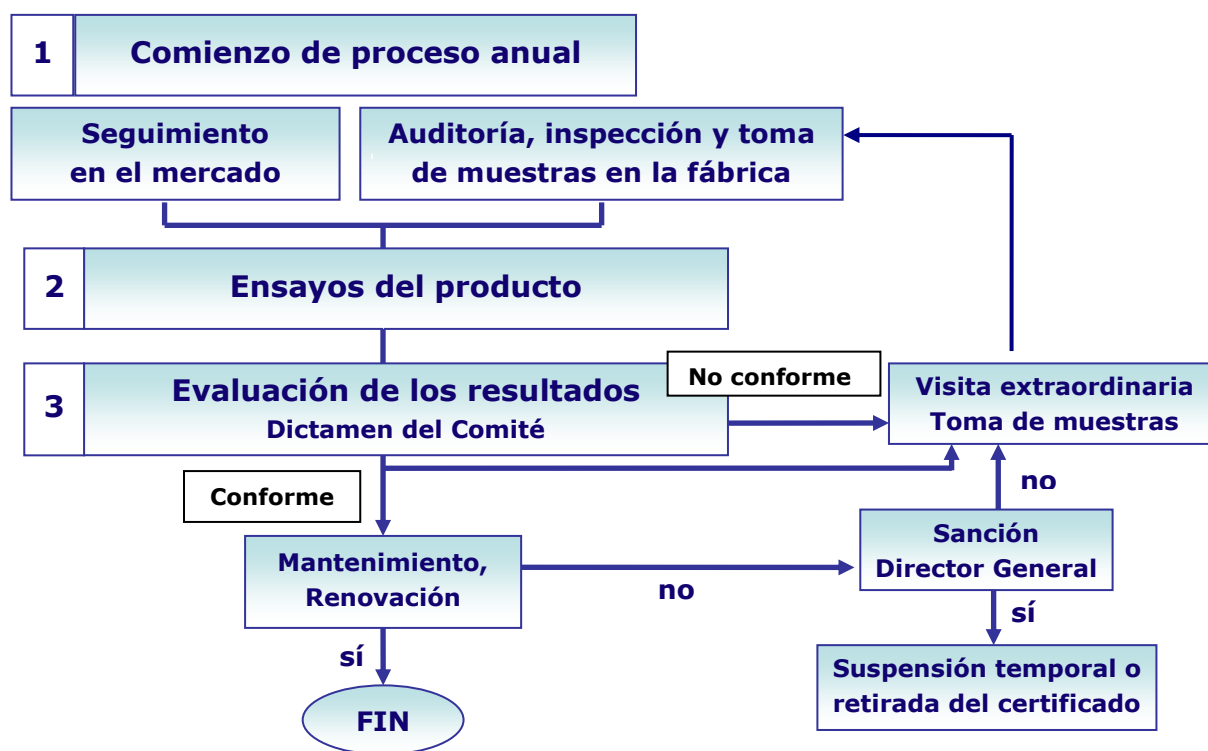 1
Comienzo de proceso anual
Seguimiento
en el mercado
Auditoría, inspección y toma
de muestras en la fábrica
2
Ensayos del producto
3
Evaluación de los resultados
Dictamen del Comité
No conforme
Visita extraordinaria
Toma de muestras
Conforme
no
Mantenimiento,
Renovación
no
Sanción
Director General
sí
sí
Suspensión temporal o
retirada del certificado
FIN